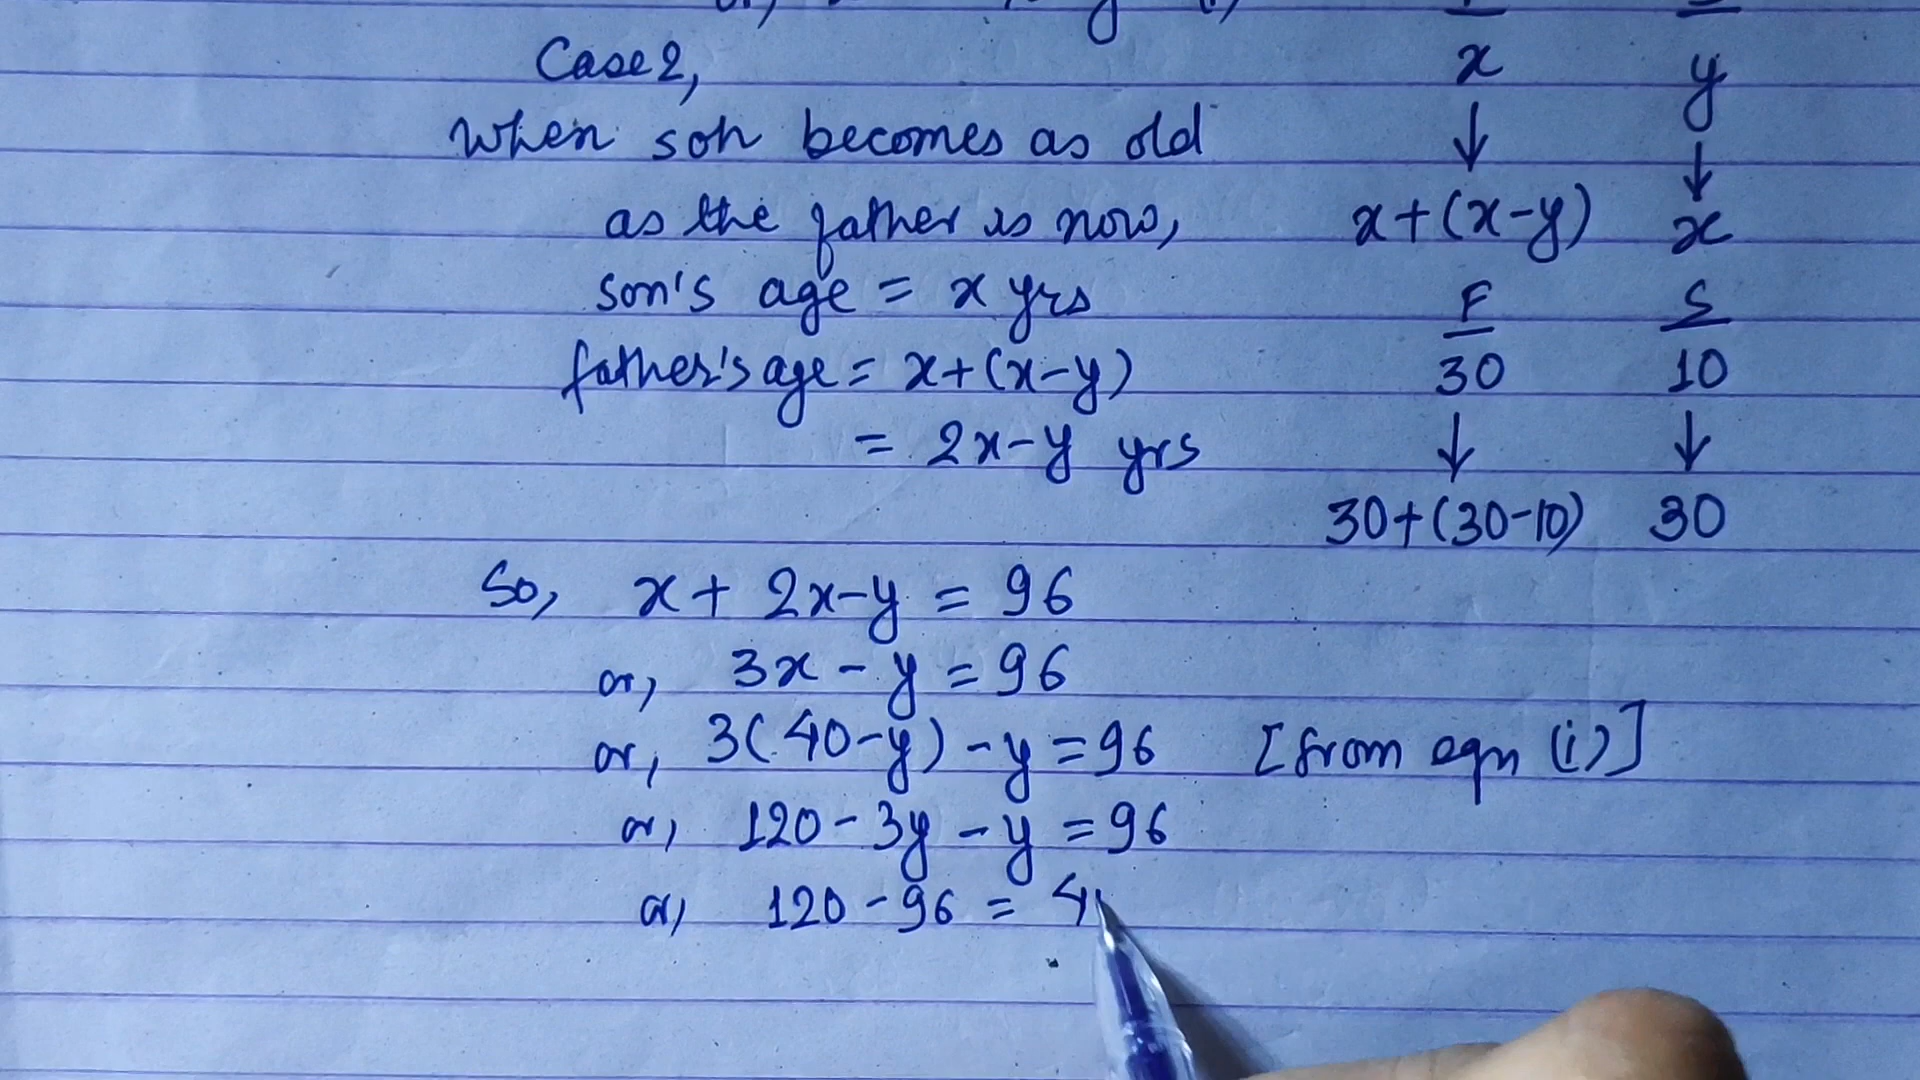 Case 2,
When son becomes as old
as the father is now,
son's age = x yrs
father's age = x+(x-y)
= 2x-y yrs
x y
↓ ↓
x+(x-y) x
F S
30 10
↓ ↓
30+(30-10) 30
So, x + 2x-y = 96
or, 3x - y = 96
or, 3(40-y) - y = 96 [from eqn (i)]
or, 120 - 3y - y = 96
or, 120 - 96 = 4